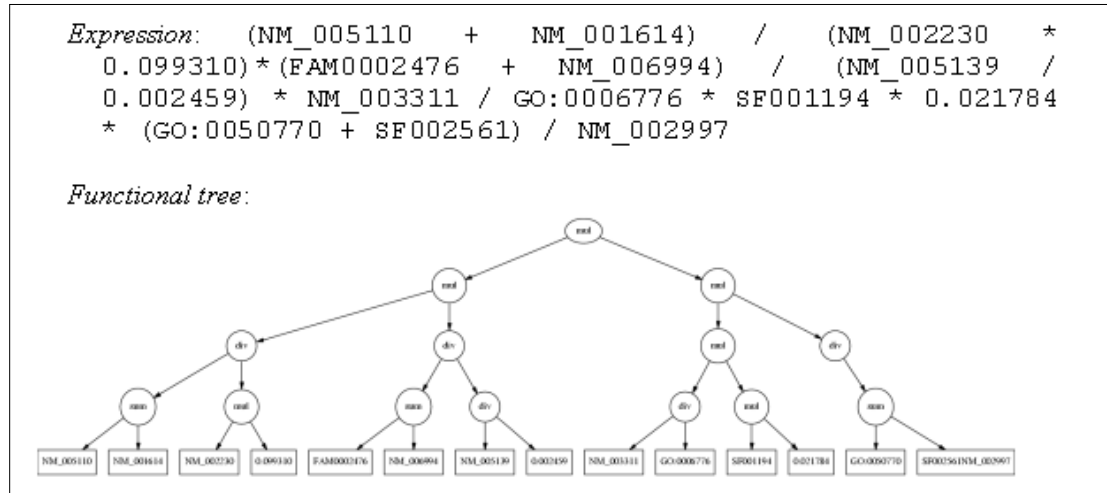 Expression: (NM_005110 + NM_001614) / (NM_002230 *
0.099310)*(FAM0002476 + NM_006994) / (NM_005139 /
0.002459) * NM_003311 / GO:0006776 * SF001194 * 0.021784
* (GO:0050770 + SF002561) / NM_002997
Functional tree:
mul
mul mul
div div mul div
sum mul sum div div mul sum
NM_005110 NM_001614 NM_002230 0.099310 FAM0002476 NM_006994 NM_005139 0.002459 NM_003311 GO:0006776 SF001194 0.021784 GO:0050770 SF002561NM_002997